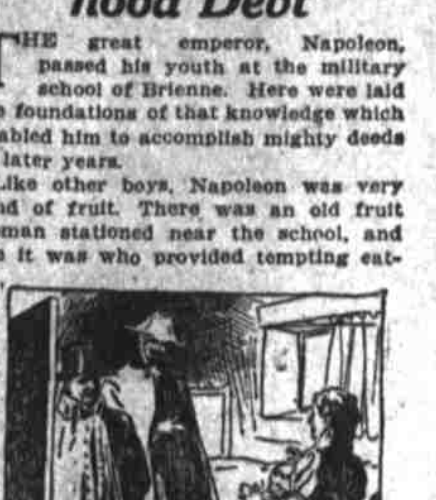 hood Debt
THE great emperor, Napoleon,
passed his youth at the military
school of Brienne. Here were laid
foundations of that knowledge which
abled him to accomplish mighty deeds
later years.
Like other boys, Napoleon was very
nd of fruit. There was an old fruit
man stationed near the school, and
e it was who provided tempting eat-